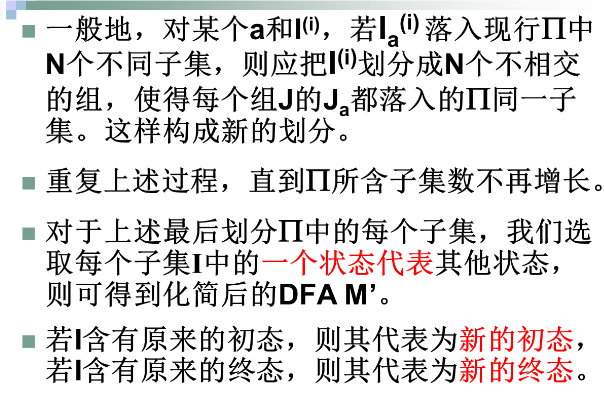 一般地，对某个a和I(i)，若Ia(i) 落入现行∏中
N个不同子集，则应把I(i)划分成N个不相交
的组，使得每个组J的Ja都落入的∏同一子
集。这样构成新的划分。
重复上述过程，直到∏所含子集数不再增长。
对于上述最后划分∏中的每个子集，我们选
取每个子集I中的一个状态代表其他状态，
则可得到化简后的DFA M’。
若I含有原来的初态，则其代表为新的初态，
若I含有原来的终态，则其代表为新的终态。